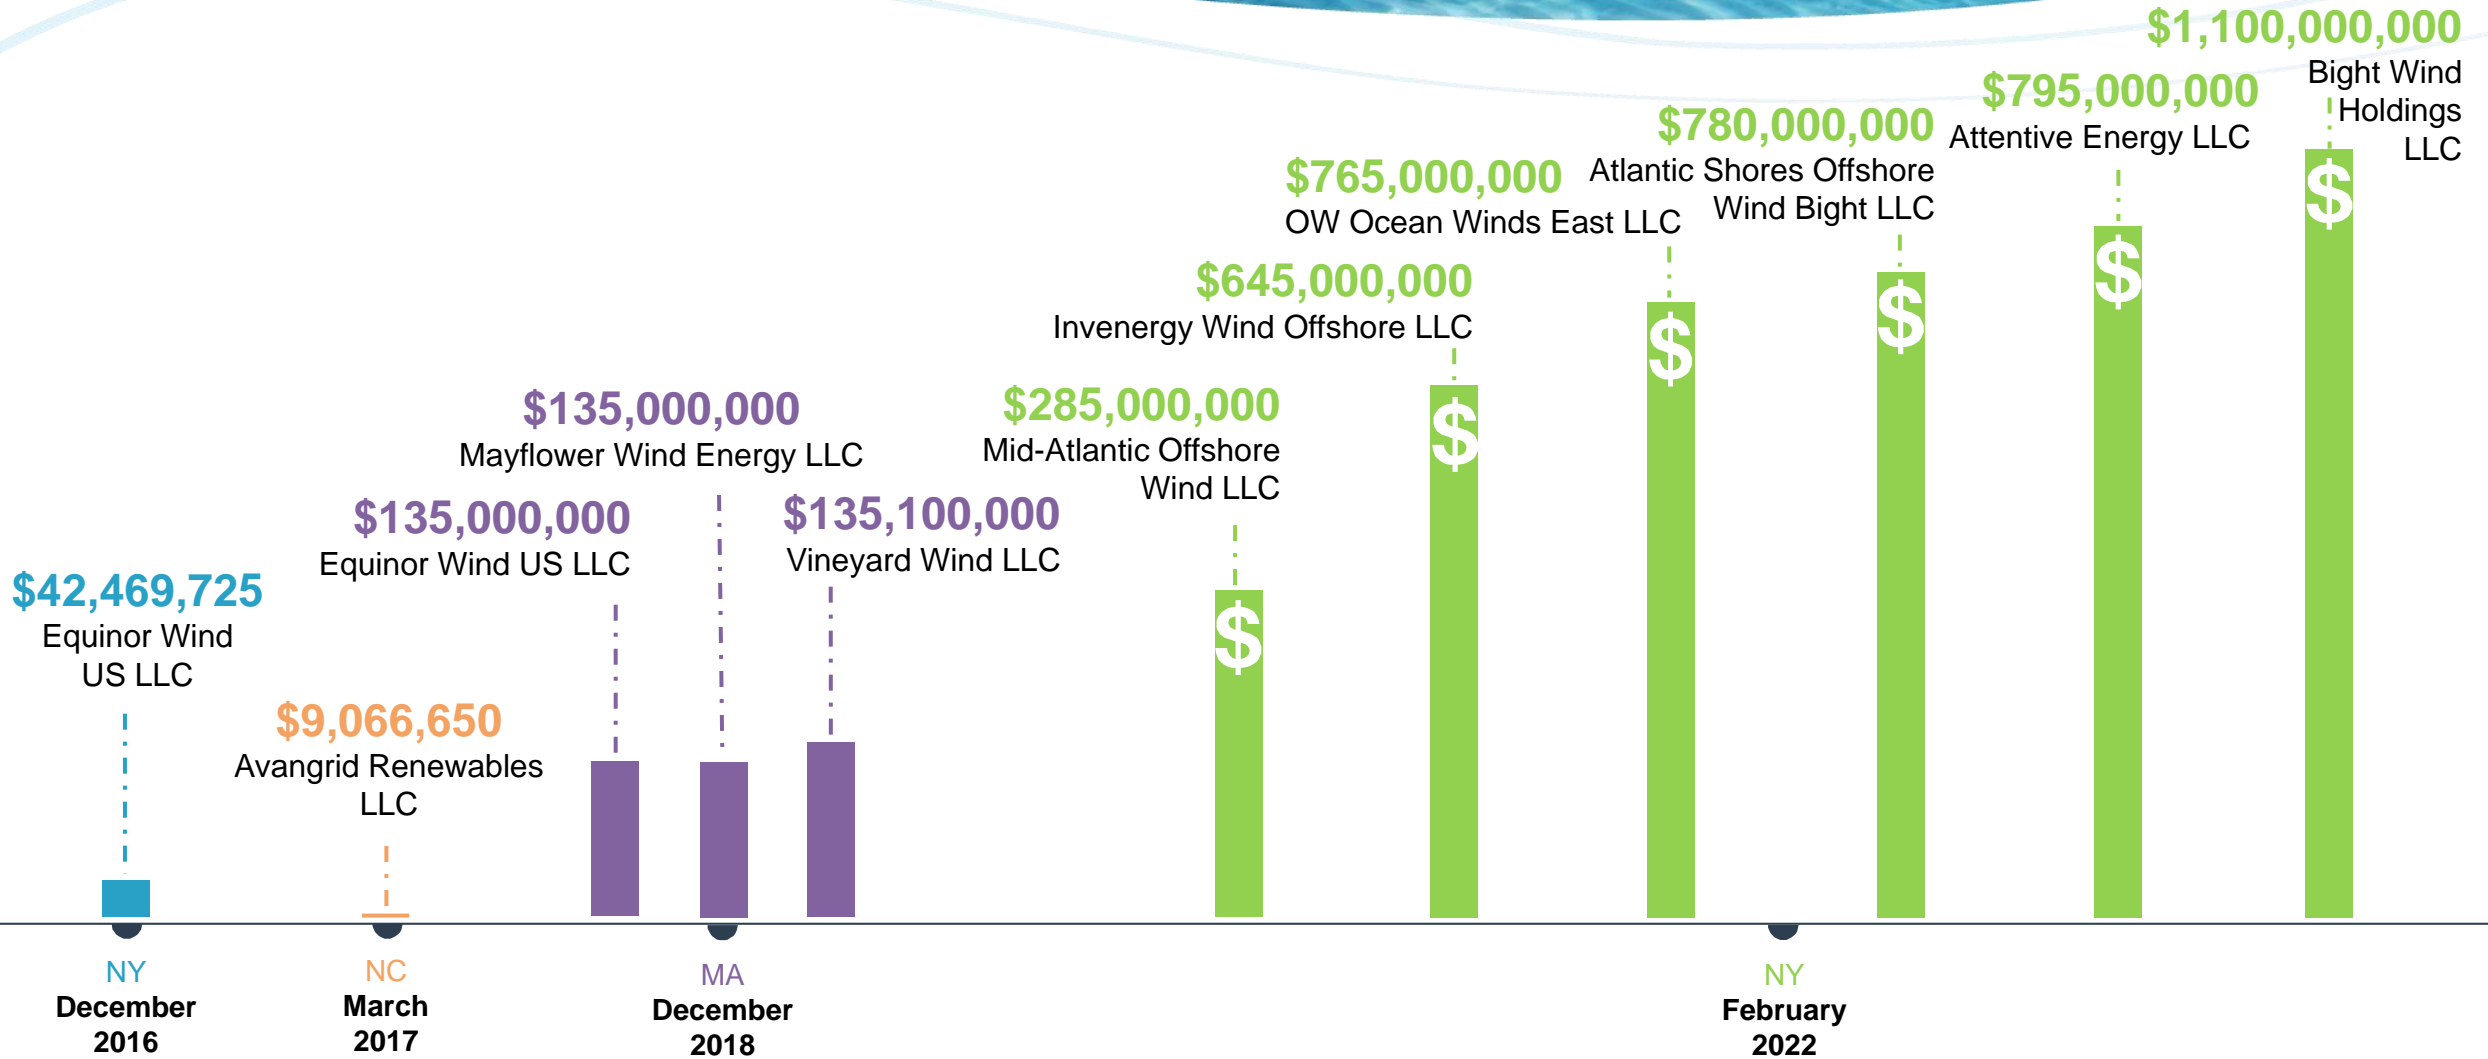 $42,469,725
Equinor Wind
US LLC
$9,066,650
Avangrid Renewables
LLC
$135,000,000
Equinor Wind US LLC
$135,000,000
Mayflower Wind Energy LLC
$135,100,000
Vineyard Wind LLC
$285,000,000
Mid-Atlantic Offshore
Wind LLC
$645,000,000
Invenergy Wind Offshore LLC
$765,000,000
OW Ocean Winds East LLC
$780,000,000
Atlantic Shores Offshore
Wind Bight LLC
$795,000,000
Attentive Energy LLC
$1,100,000,000
Bight Wind
Holdings
LLC
$
$
$
$
$
$
NY
December
2016
NC
March
2017
MA
December
2018
NY
February
2022